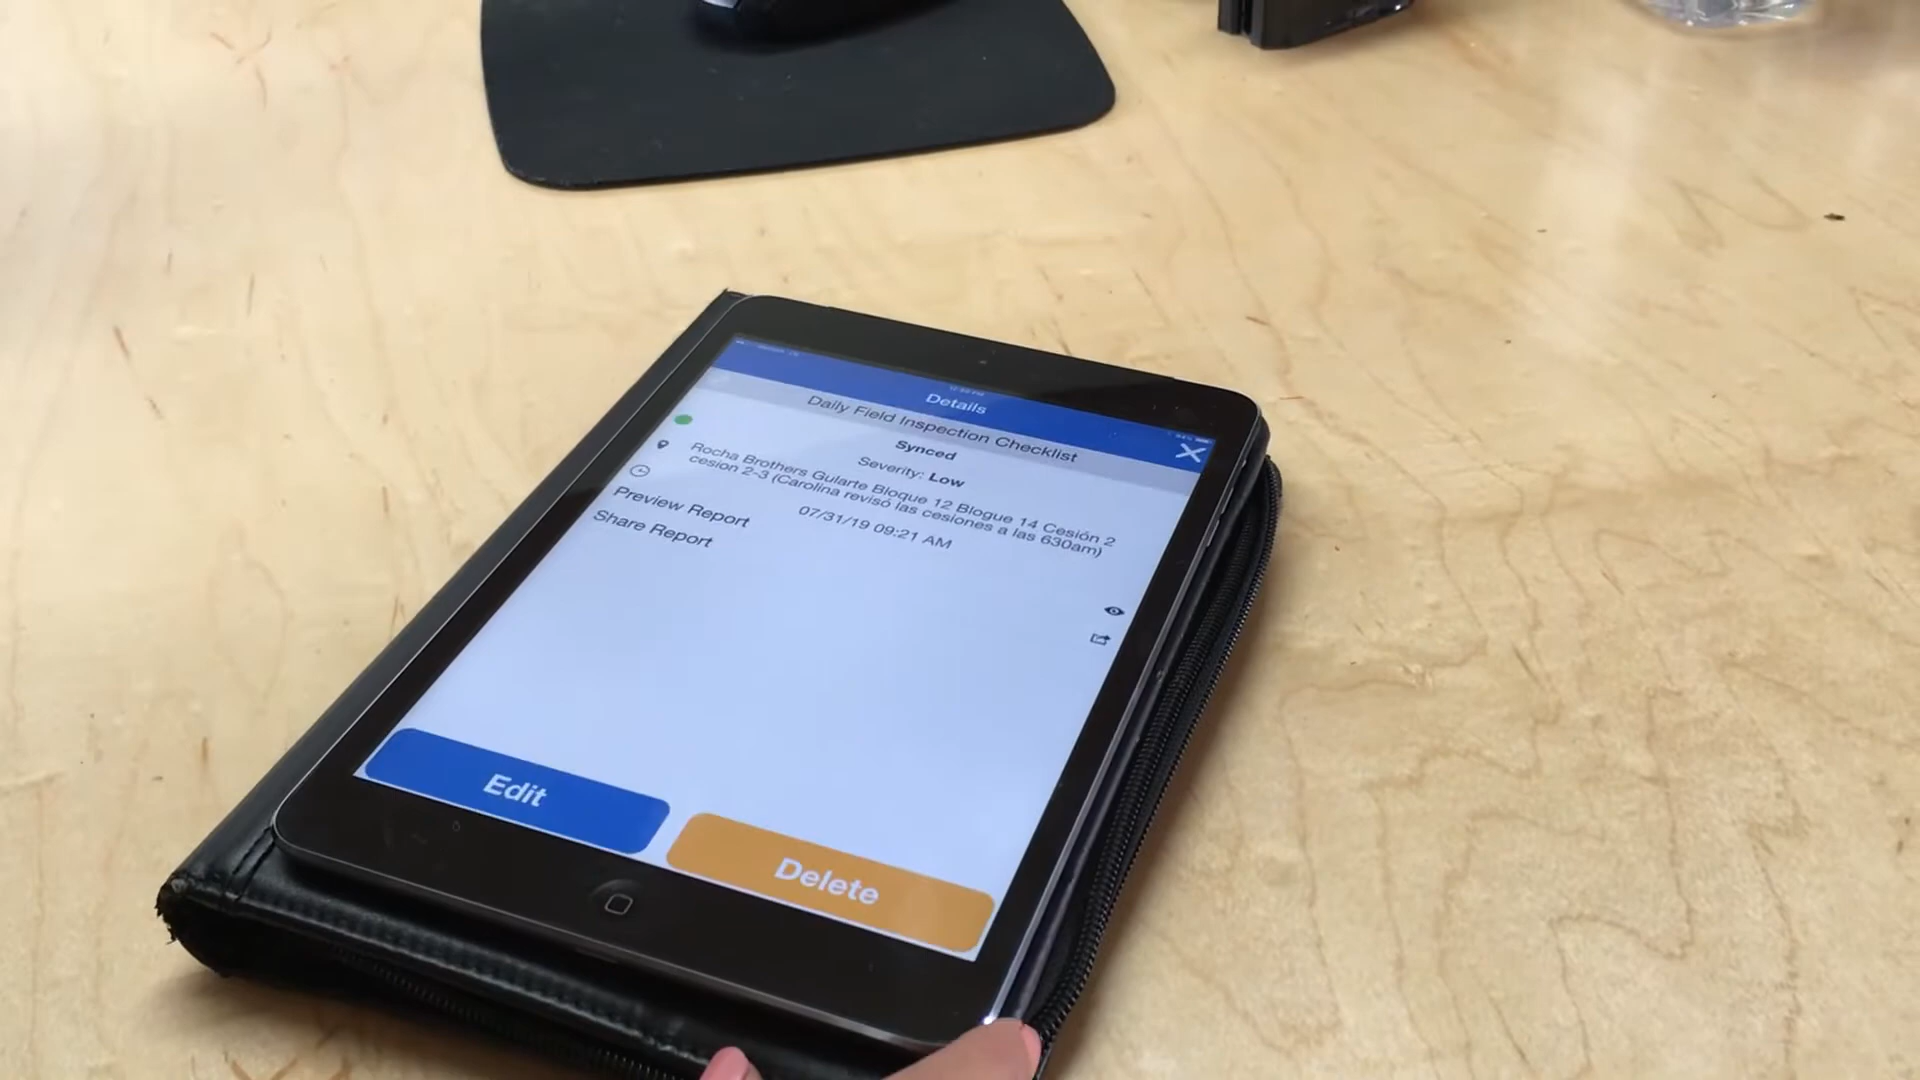 Details
Daily Field Inspection Checklist
Synced
Severity: Low
Rocha Brothers Gularte Bloque 12 Blogue 14 Cesión 2
cesion 2-3 (Carolina revisó las cesiones a las 630am)
07/31/19 09:21 AM
Preview Report
Share Report
Edit
Delete